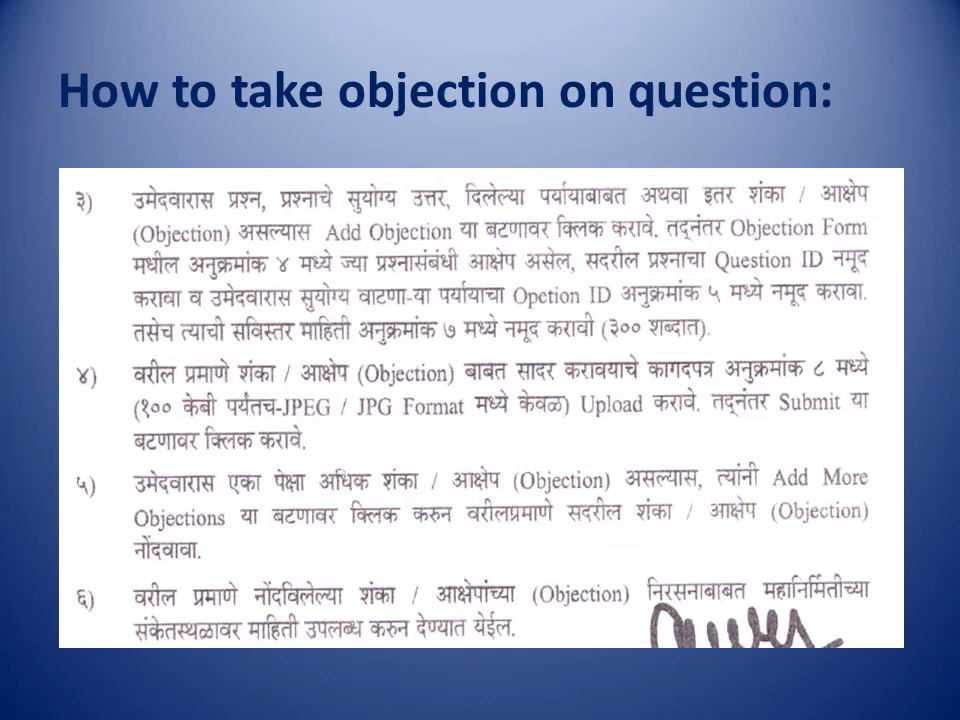 How to take objection on question:
३) उमेदवारास प्रश्न, प्रश्नाचे सुयोग्य उत्तर, दिलेल्या पर्यायाबाबत अथवा इतर शंका / आक्षेप
(Objection) असल्यास Add Objection या बटणावर क्लिक करावे. तद्नंतर Objection Form
मधील अनुक्रमांक ४ मध्ये ज्या प्रश्नासंबंधी आक्षेप असेल, सदरील प्रश्नाचा Question ID नमूद
करावा व उमेदवारास सुयोग्य वाटणा-या पर्यायाचा Opetion ID अनुक्रमांक ५ मध्ये नमूद करावा.
तसेच त्याची सविस्तर माहिती अनुक्रमांक ७ मध्ये नमूद करावी (३०० शब्दात).
४) वरील प्रमाणे शंका / आक्षेप (Objection) बाबत सादर करावयाचे कागदपत्र अनुक्रमांक ८ मध्ये
(१०० केबी पर्यंतच-JPEG / JPG Format मध्ये केवळ) Upload करावे. तद्नंतर Submit या
बटणावर क्लिक करावे.
५) उमेदवारास एका पेक्षा अधिक शंका / आक्षेप (Objection) असल्यास, त्यांनी Add More
Objections या बटणावर क्लिक करुन वरीलप्रमाणे सदरील शंका / आक्षेप (Objection)
नोंदवावा.
६) वरील प्रमाणे नोंदविलेल्या शंका / आक्षेपांच्या (Objection) निरसनाबाबत महानिर्मितीच्या
संकेतस्थळावर माहिती उपलब्ध करुन देण्यात येईल.